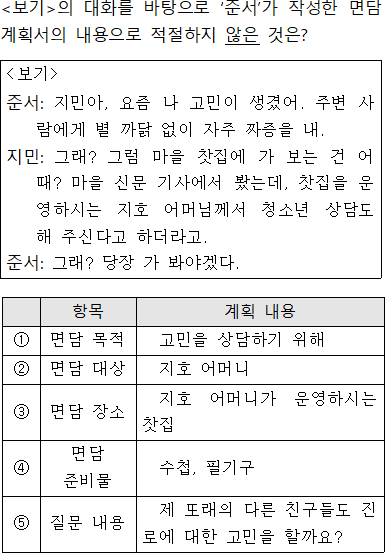 <보기>의 대화를 바탕으로 '준서'가 작성한 면담
계획서의 내용으로 적절하지 않은 것은?
<보기>
준서: 지민아, 요즘 나 고민이 생겼어. 주변 사
람에게 별 까닭 없이 자주 짜증을 내.
지민: 그래? 그럼 마을 찻집에 가 보는 건 어
때? 마을 신문 기사에서 봤는데, 찻집을 운
영하시는 지호 어머님께서 청소년 상담도
해 주신다고 하더라고.
준서: 그래? 당장 가 봐야겠다.
항목 계획 내용
① 면담 목적 고민을 상담하기 위해
② 면담 대상 지호 어머니
③ 면담 장소 지호 어머니가 운영하시는
찻집
④ 면담
준비물 수첩, 필기구
⑤ 질문 내용 제 또래의 다른 친구들도 진
로에 대한 고민을 할까요?